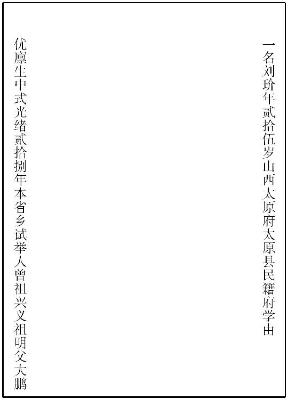 一名刘玠年贰拾伍岁山西太原府太原县民籍府学由
优廪生中式光绪贰拾捌年本省乡试举人曾祖兴义祖明父大鹏